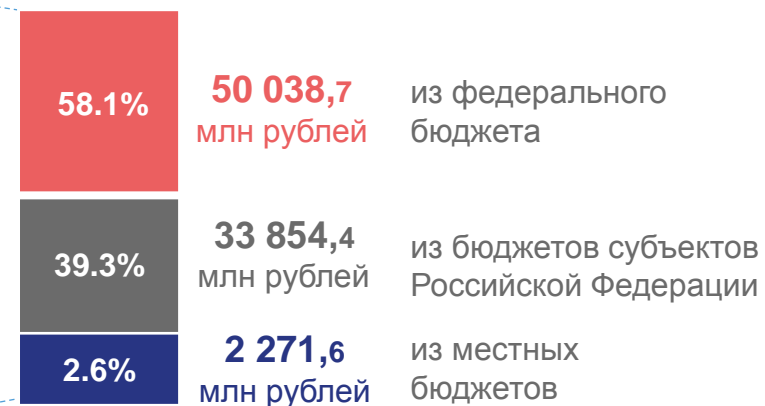 58.1%
50 038,7
млн рублей
из федерального
бюджета
39.3%
33 854,4
млн рублей
из бюджетов субъектов
Российской Федерации
2.6%
2 271,6
млн рублей
из местных
бюджетов